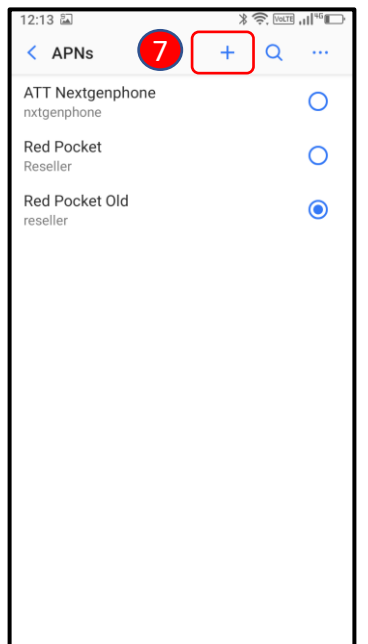 12:13 VoLTE 4G
APNs 7
ATT Nextgenphone
nxtgenphone
Red Pocket
Reseller
Red Pocket Old
reseller